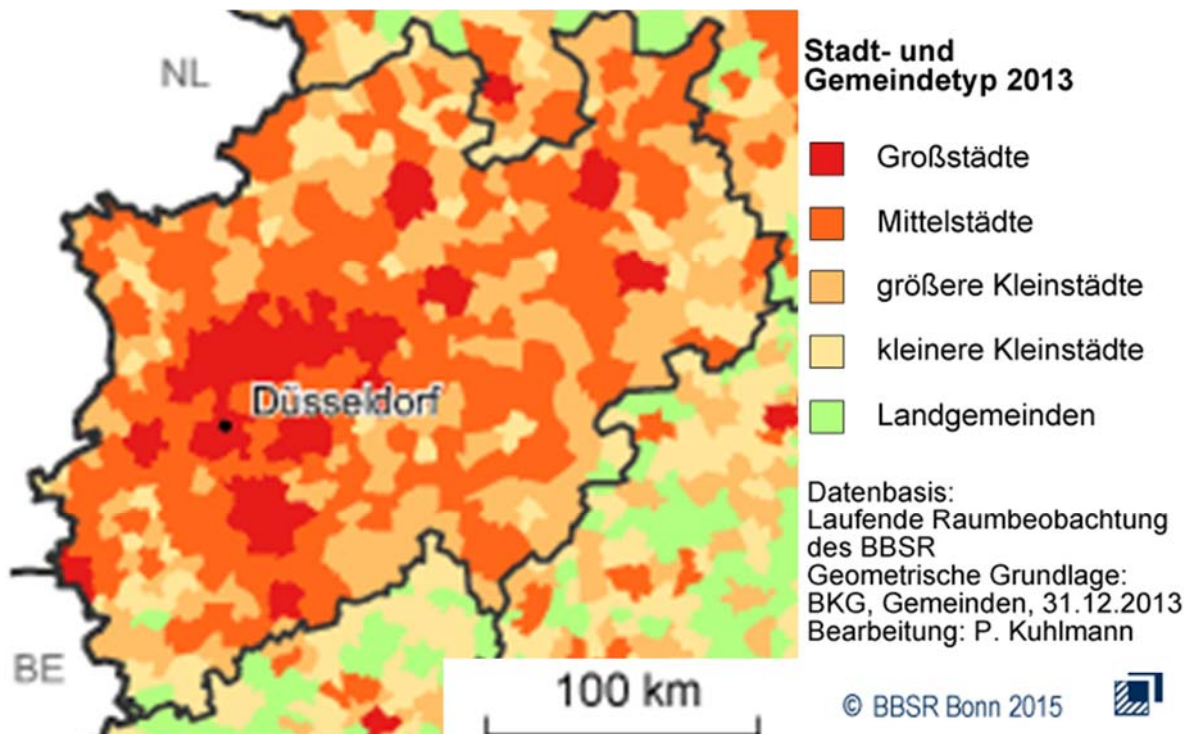 NL
Düsseldorf
BE
100 km
Stadt- und
Gemeindetyp 2013
Großstädte
Mittelstädte
größere Kleinstädte
kleinere Kleinstädte
Landgemeinden
Datenbasis:
Laufende Raumbeobachtung
des BBSR
Geometrische Grundlage:
BKG, Gemeinden, 31.12.2013
Bearbeitung: P. Kuhlmann
© BBSR Bonn 2015